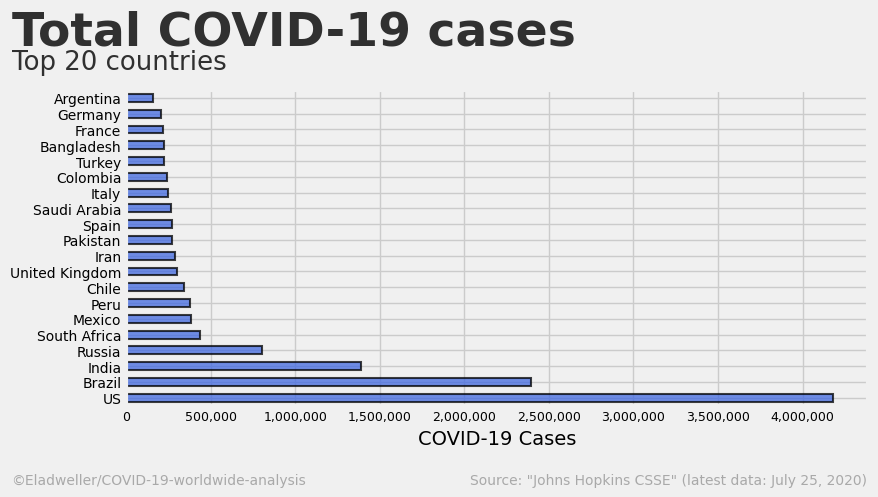 Total COVID-19 cases
Top 20 countries
Argentina
Germany
France
Bangladesh
Turkey
Colombia
Italy
Saudi Arabia
Spain
Pakistan
Iran
United Kingdom
Chile
Peru
Mexico
South Africa
Russia
India
Brazil
US
0 500,000 1,000,000 1,500,000 2,000,000 2,500,000 3,000,000 3,500,000 4,000,000
COVID-19 Cases
©Eladweller/COVID-19-worldwide-analysis Source: "Johns Hopkins CSSE" (latest data: July 25, 2020)